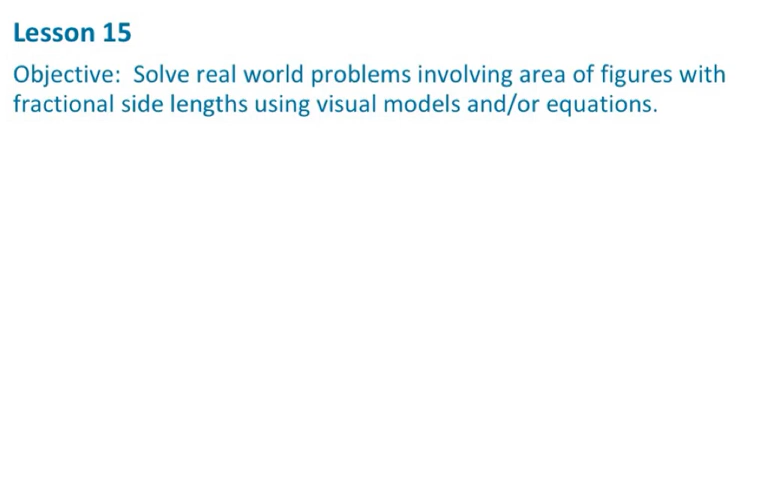 Lesson 15
Objective:  Solve real world problems involving area of figures with
fractional side lengths using visual models and/or equations.